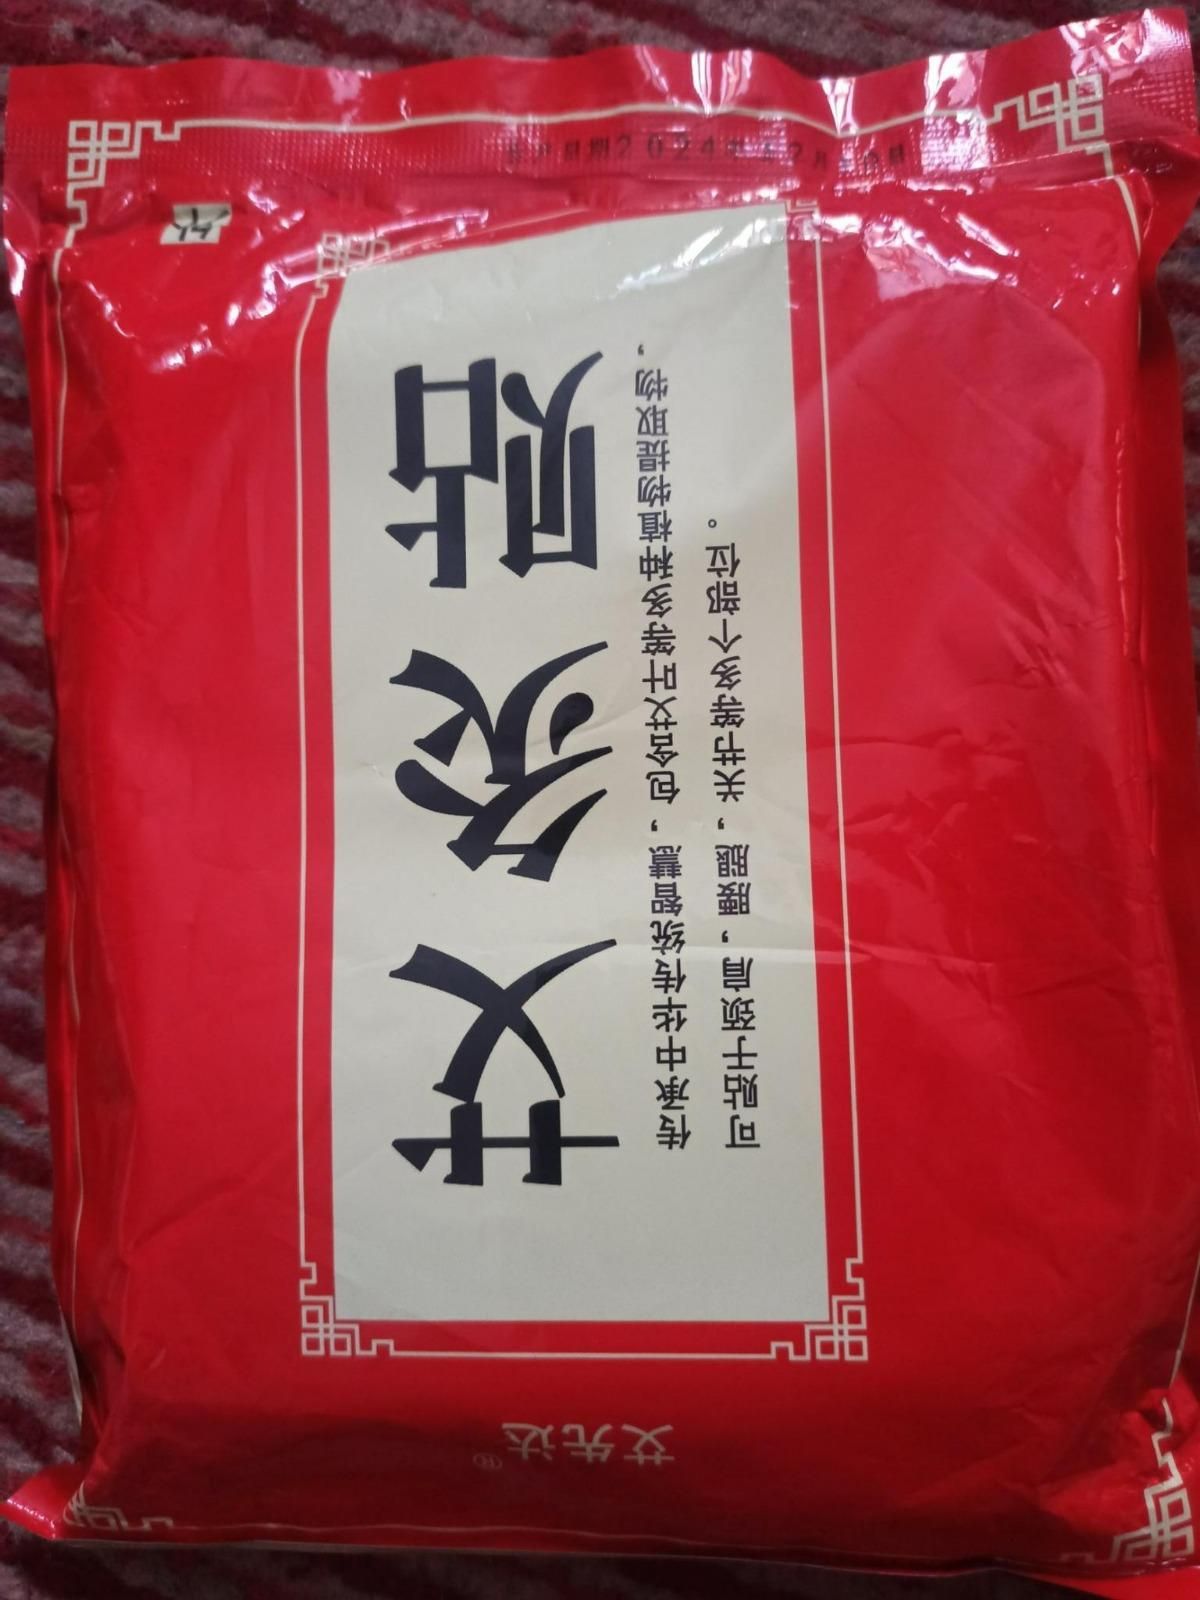 艾灸贴
传承中华传统智慧，包含艾叶等多种植物提取物，
可贴于颈肩，腰腿，关节等多个部位。
艾先达®
外